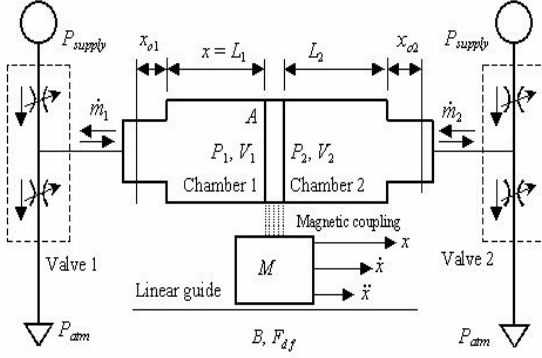 P_supply
x_o1
x = L_1
L_2
x_o2
P_supply
ṁ_1
A
ṁ_2
P_1, V_1
P_2, V_2
Chamber 1
Chamber 2
Magnetic coupling
Valve 1
M
x
ẋ
ẍ
Valve 2
Linear guide
P_atm
B, F_df
P_atm